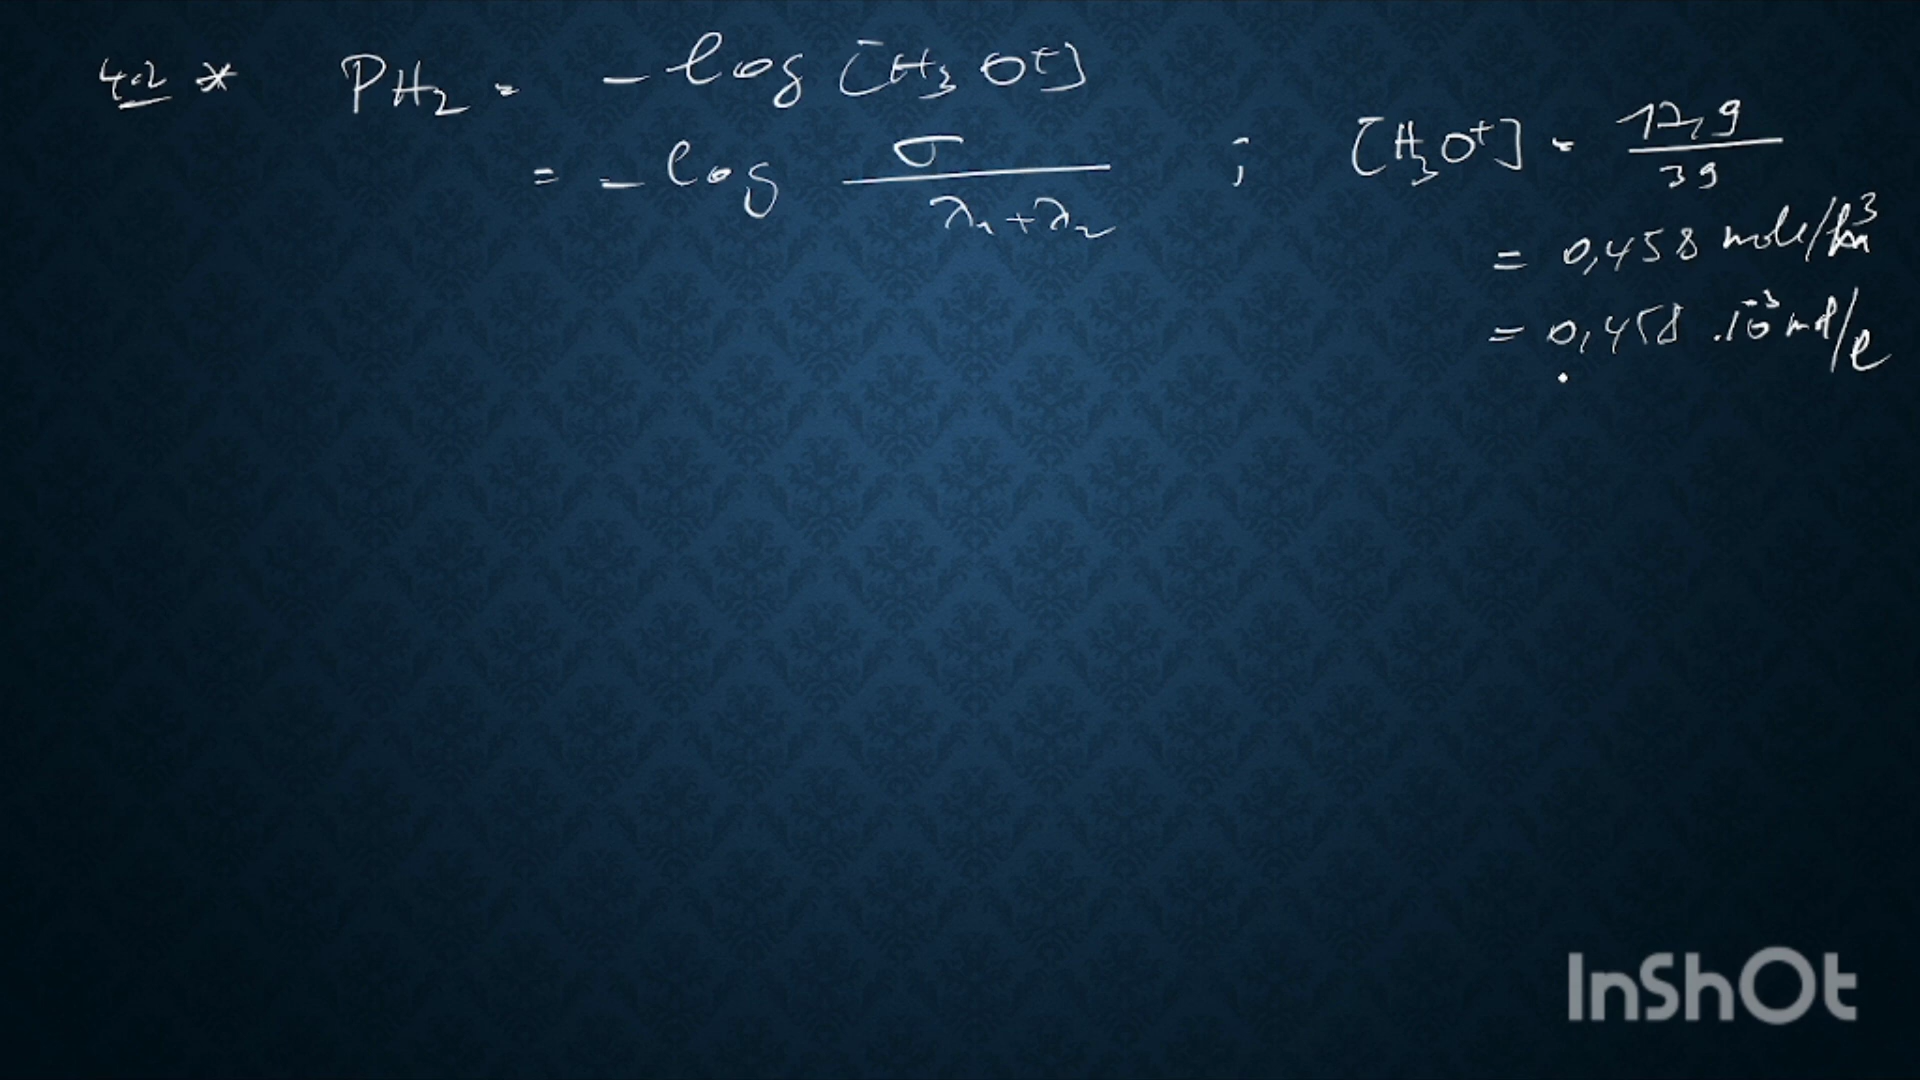 4.2 * PH2 = - log [H3O+]
= - log σ / λ1+λ2 ; [H3O+] = 17,9 / 39
= 0,458 mole/m³
= 0,458 .10⁻³ mol/l
InShOt